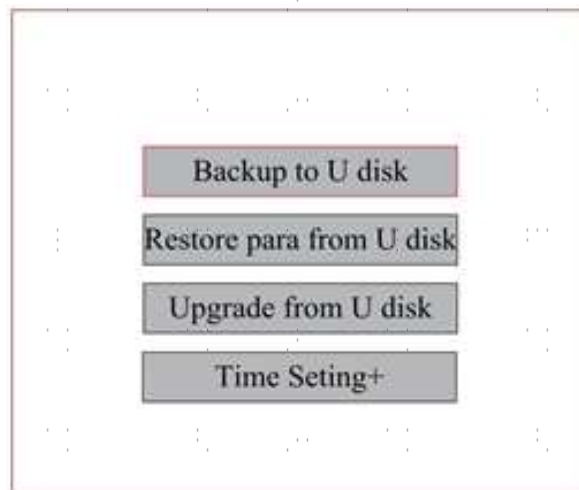 Backup to U disk
Restore para from U disk
Upgrade from U disk
Time Seting+